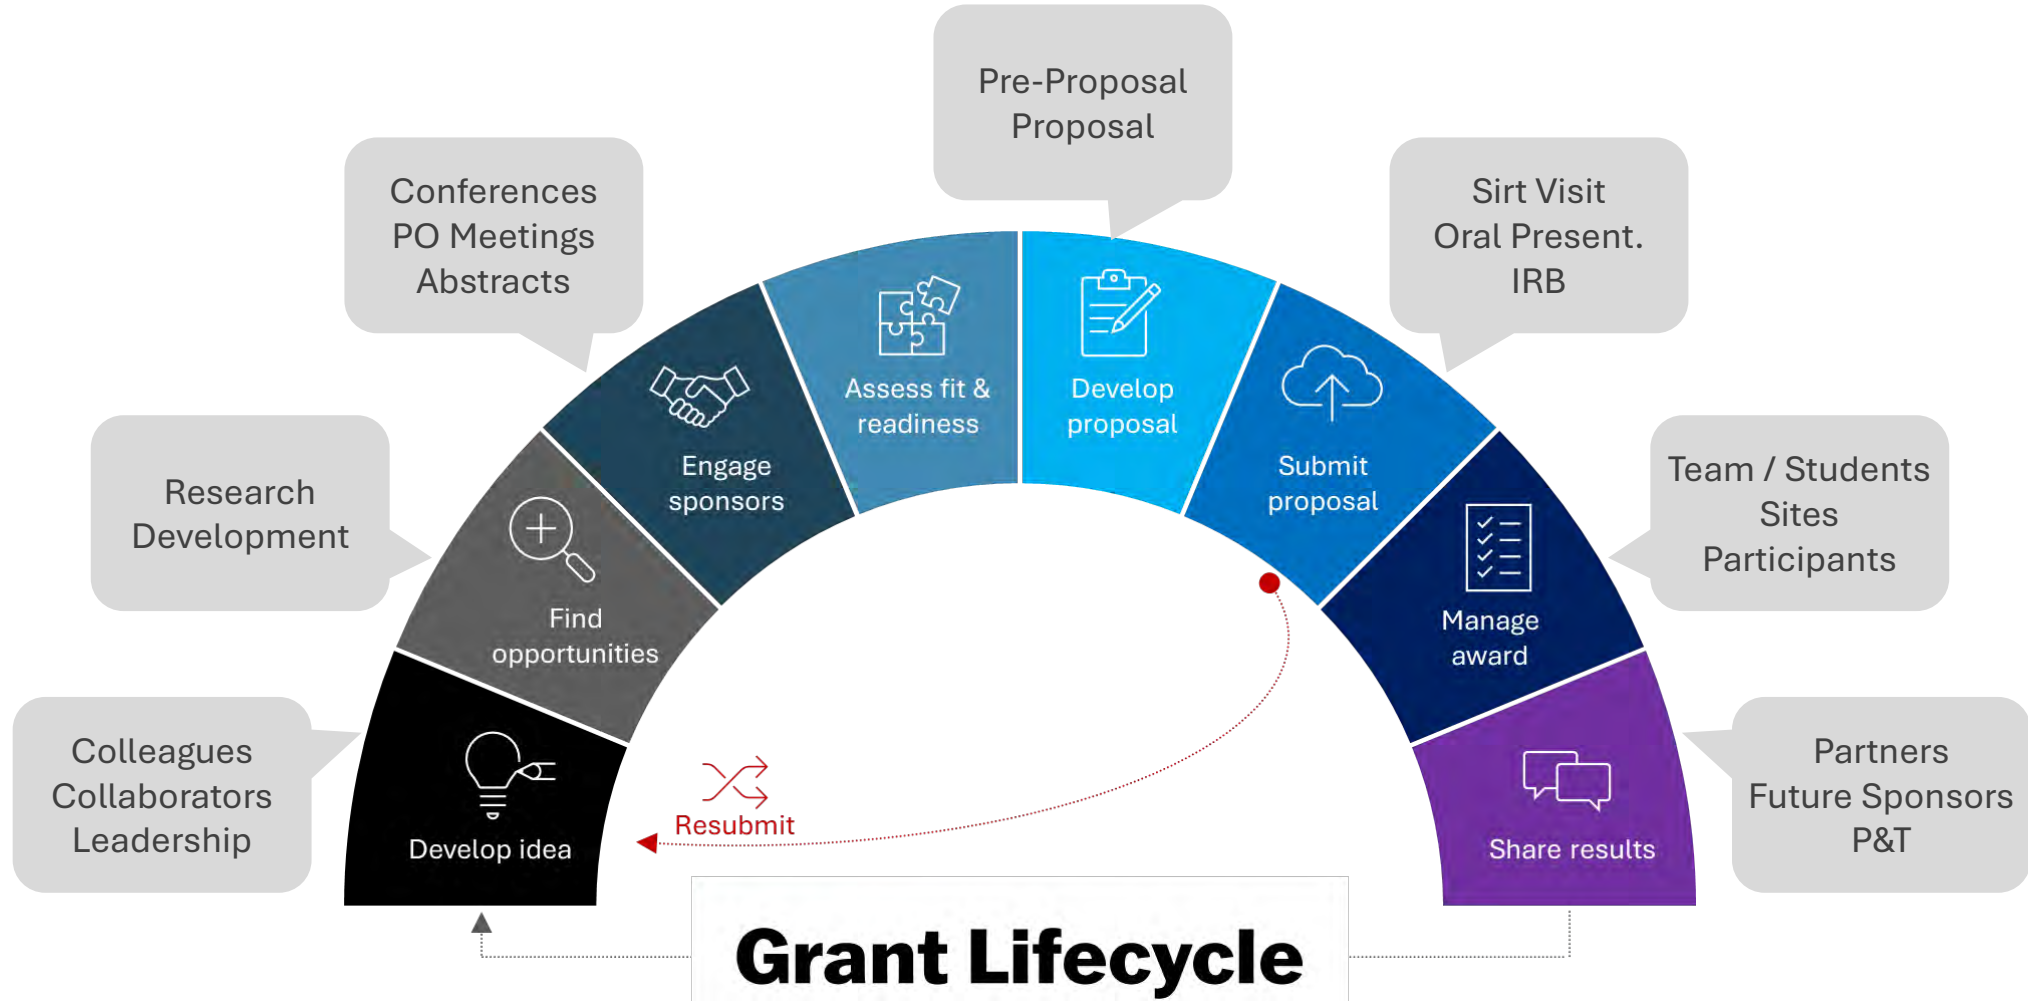 Pre-Proposal
Proposal
Conferences
PO Meetings
Abstracts
Sirt Visit
Oral Present.
IRB
Research
Development
Team / Students
Sites
Participants
Colleagues
Collaborators
Leadership
Partners
Future Sponsors
P&T
Develop idea
Find
opportunities
Engage
sponsors
Assess fit &
readiness
Develop
proposal
Submit
proposal
Manage
award
Share results
Resubmit
Grant Lifecycle